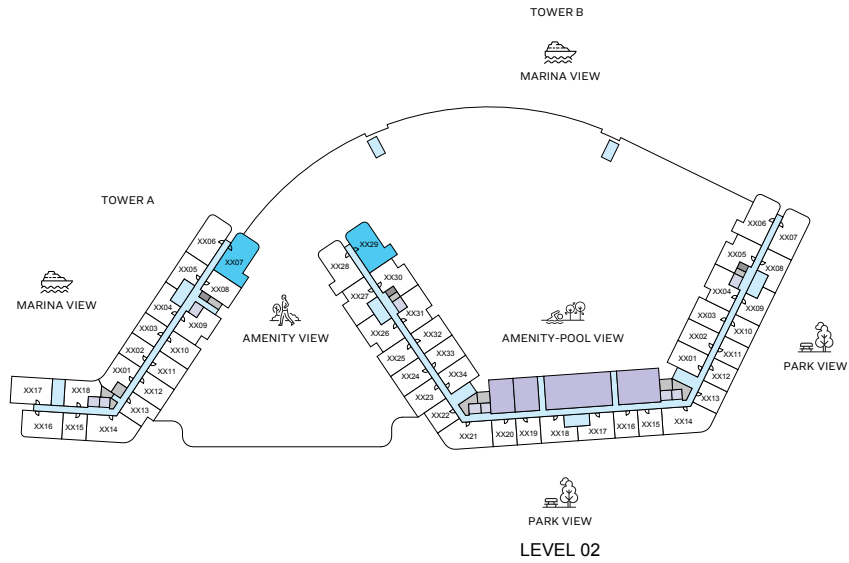 TOWER B
MARINA VIEW
TOWER A
MARINA VIEW
AMENITY VIEW
AMENITY-POOL VIEW
PARK VIEW
XX06
XX07
XX05
XX08
XX04
XX09
XX03
XX10
XX02
XX11
XX01
XX12
XX13
XX17
XX18
XX16
XX15
XX14
XX29
XX28
XX30
XX27
XX31
XX26
XX32
XX25
XX33
XX24
XX34
XX23
XX22
XX21
XX20
XX19
XX18
XX17
XX16
XX15
XX14
XX06
XX07
XX05
XX08
XX04
XX09
XX03
XX10
XX02
XX11
XX01
XX12
XX13
PARK VIEW
LEVEL 02